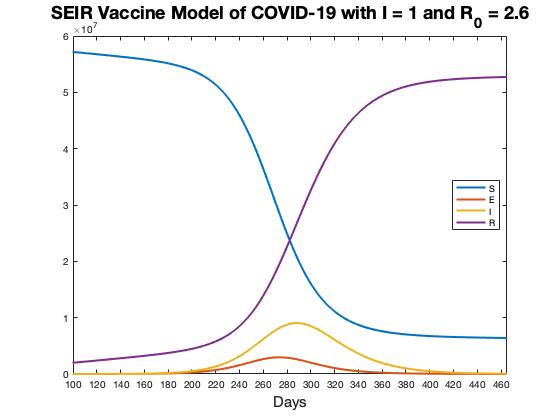 SEIR Vaccine Model of COVID-19 with I = 1 and R0 = 2.6
×10^7
6
5
4
3
2
1
0
S
E
I
R
100 120 140 160 180 200 220 240 260 280 300 320 340 360 380 400 420 440 460
Days